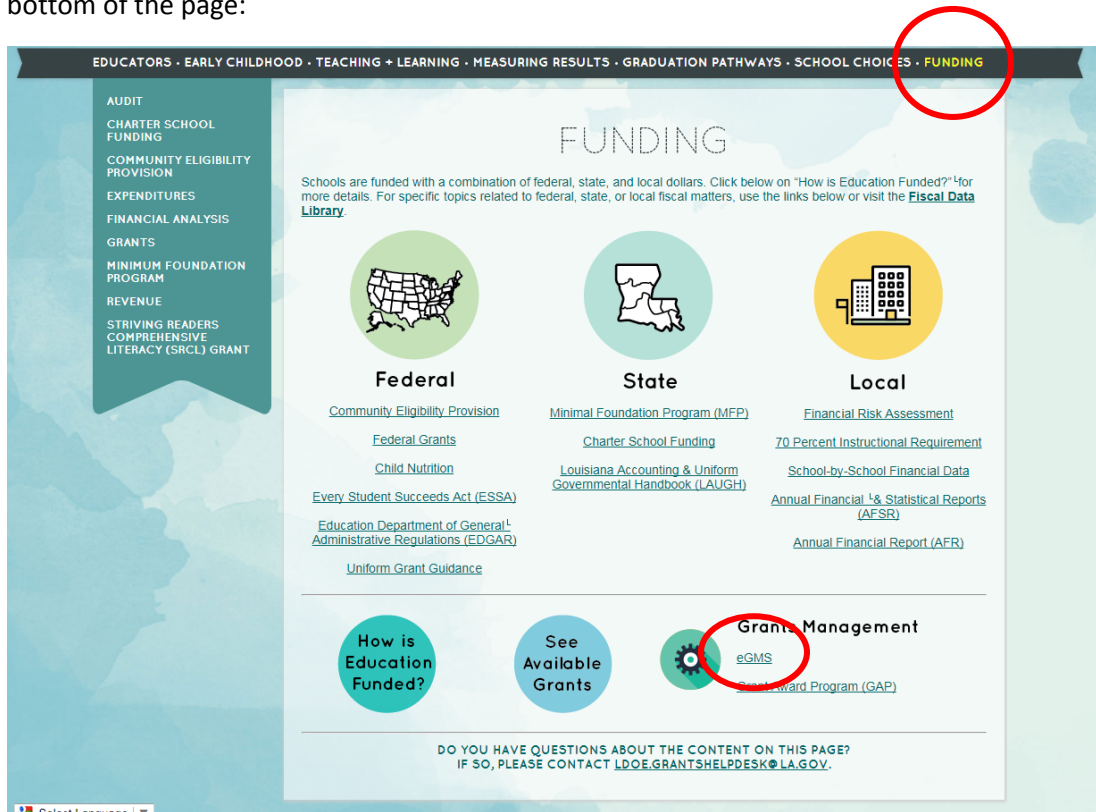 bottom of the page:
EDUCATORS · EARLY CHILDHOOD · TEACHING + LEARNING · MEASURING RESULTS · GRADUATION PATHWAYS · SCHOOL CHOICES · FUNDING
AUDIT
CHARTER SCHOOL
FUNDING
COMMUNITY ELIGIBILITY
PROVISION
EXPENDITURES
FINANCIAL ANALYSIS
GRANTS
MINIMUM FOUNDATION
PROGRAM
REVENUE
STRIVING READERS
COMPREHENSIVE
LITERACY (SRCL) GRANT
FUNDING
Schools are funded with a combination of federal, state, and local dollars. Click below on "How is Education Funded?" for
more details. For specific topics related to federal, state, or local fiscal matters, use the links below or visit the Fiscal Data
Library.
Federal
Community Eligibility Provision
Federal Grants
Child Nutrition
Every Student Succeeds Act (ESSA)
Education Department of General
Administrative Regulations (EDGAR)
Uniform Grant Guidance
State
Minimal Foundation Program (MFP)
Charter School Funding
Louisiana Accounting & Uniform
Governmental Handbook (LAUGH)
Local
Financial Risk Assessment
70 Percent Instructional Requirement
School-by-School Financial Data
Annual Financial & Statistical Reports
(AFSR)
Annual Financial Report (AFR)
How is
Education
Funded?
See
Available
Grants
Grants Management
eGMS
Grant Award Program (GAP)
DO YOU HAVE QUESTIONS ABOUT THE CONTENT ON THIS PAGE?
IF SO, PLEASE CONTACT LDOE.GRANTSHELPDESK@LA.GOV.
Select Language